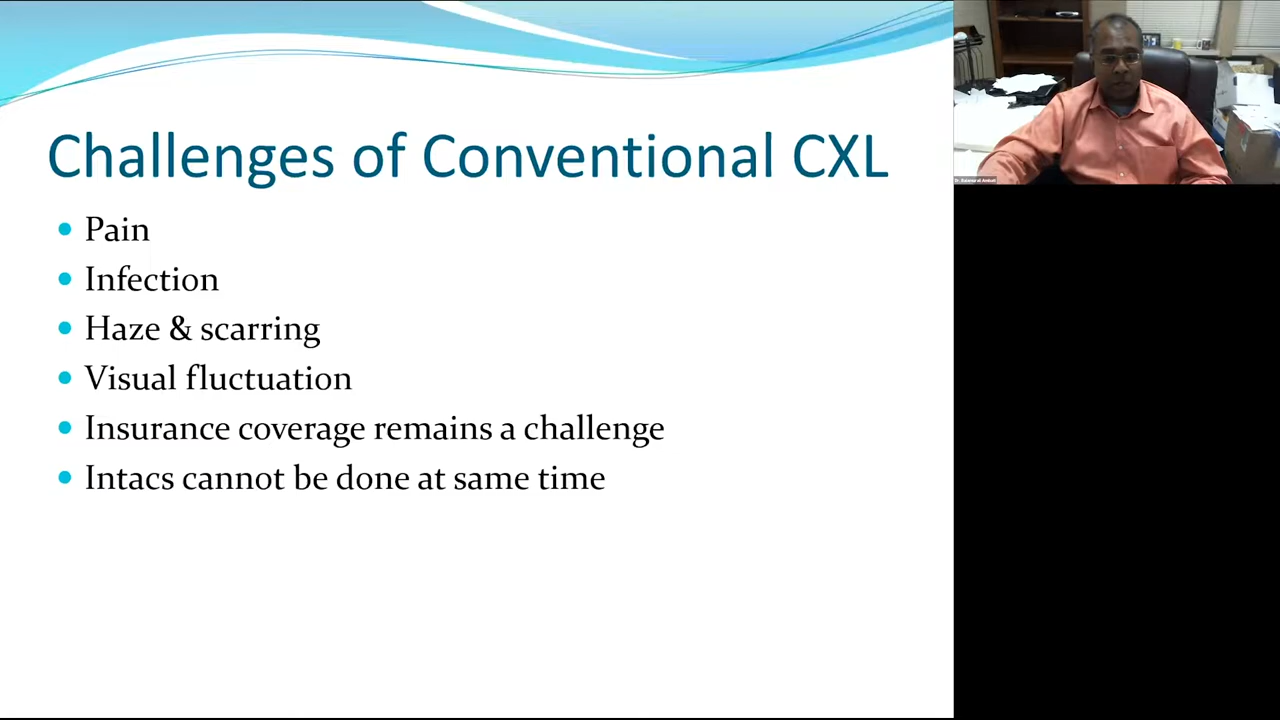 Challenges of Conventional CXL
Pain
Infection
Haze & scarring
Visual fluctuation
Insurance coverage remains a challenge
Intacs cannot be done at same time